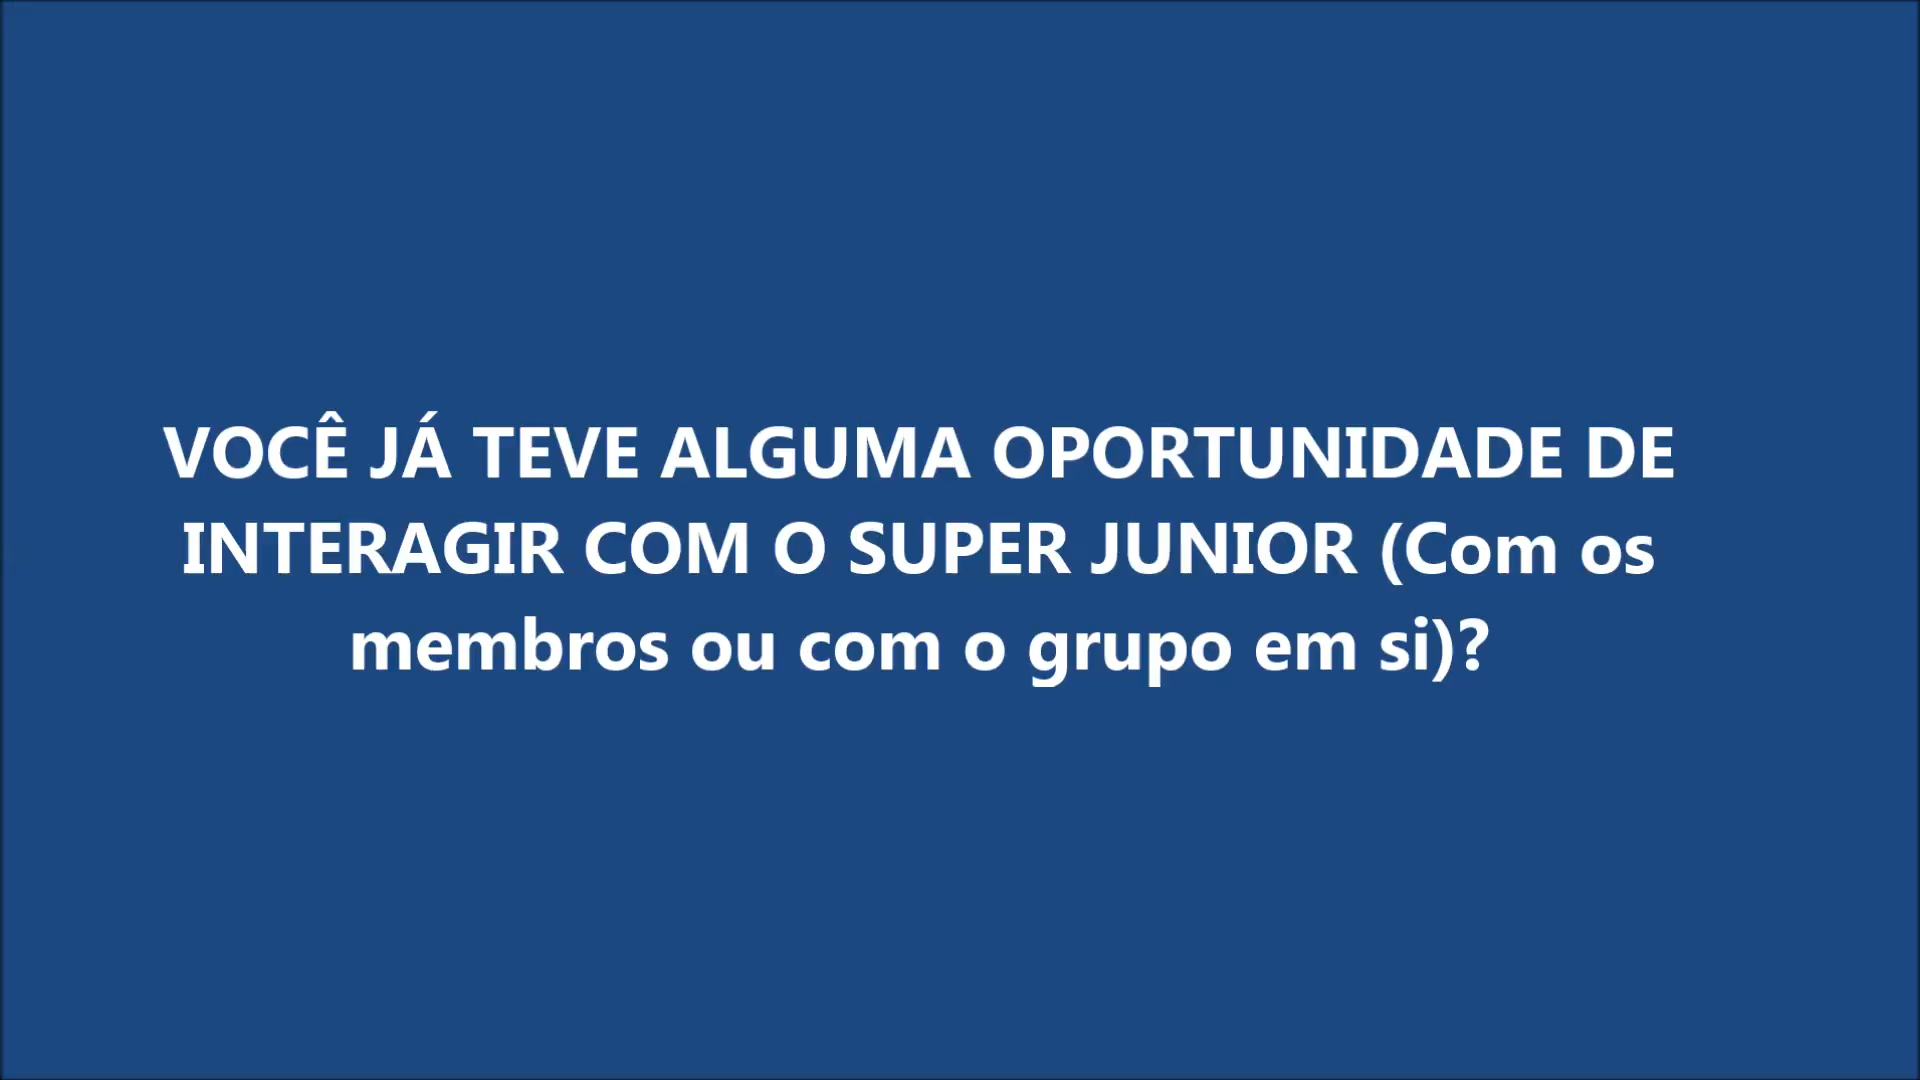 VOCÊ JÁ TEVE ALGUMA OPORTUNIDADE DE
INTERAGIR COM O SUPER JUNIOR (Com os
membros ou com o grupo em si)?